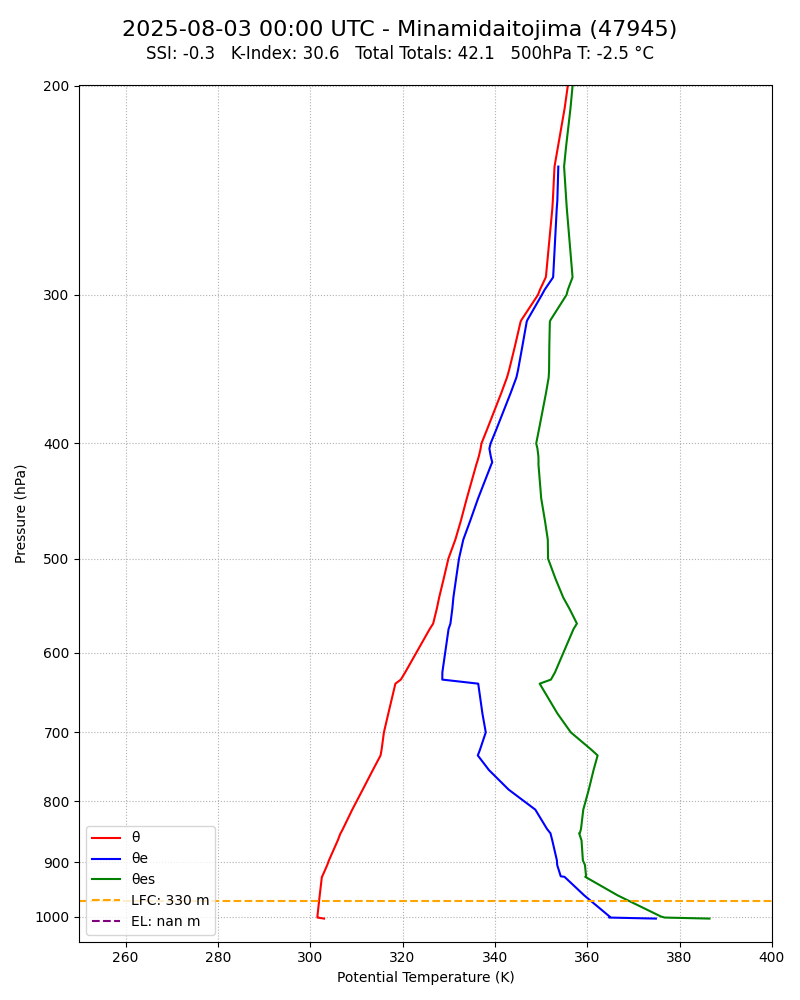 2025-08-03 00:00 UTC - Minamidaitojima (47945)
SSI: -0.3   K-Index: 30.6   Total Totals: 42.1   500hPa T: -2.5 °C
200
300
400
500
600
700
800
900
1000
Pressure (hPa)
θ
θe
θes
LFC: 330 m
EL: nan m
260
280
300
320
340
360
380
400
Potential Temperature (K)